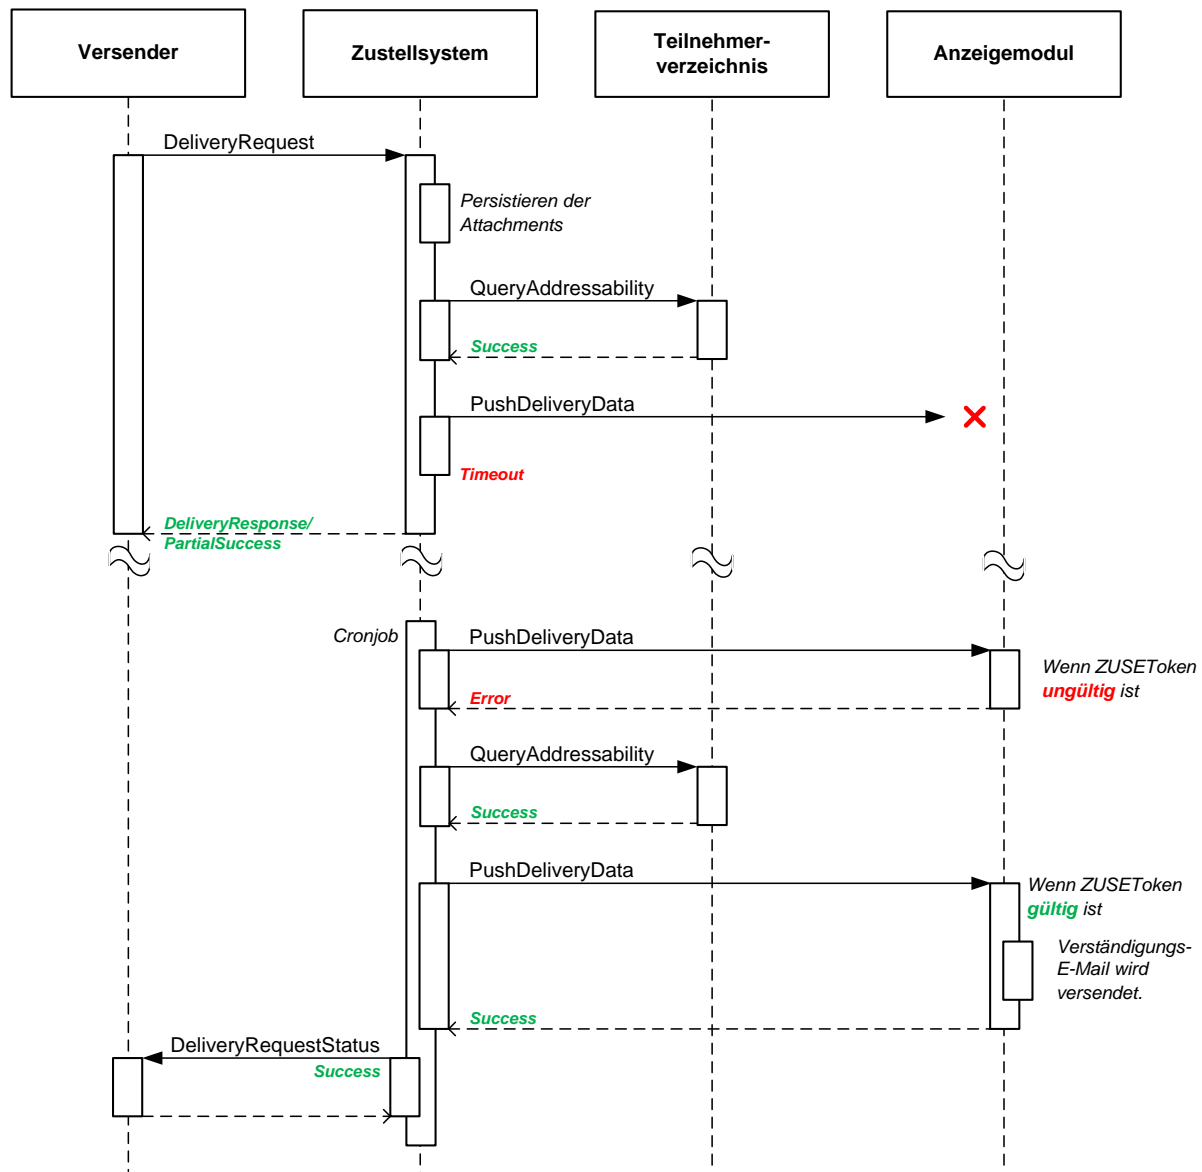 Versender
Zustellsystem
Teilnehmer-
verzeichnis
Anzeigemodul
DeliveryRequest
Persistieren der
Attachments
QueryAddressability
Success
PushDeliveryData
Timeout
DeliveryResponse/
PartialSuccess
Cronjob
PushDeliveryData
Wenn ZUSEToken
ungültig ist
Error
QueryAddressability
Success
PushDeliveryData
Wenn ZUSEToken
gültig ist
Verständigungs-
E-Mail wird
versendet.
Success
DeliveryRequestStatus
Success